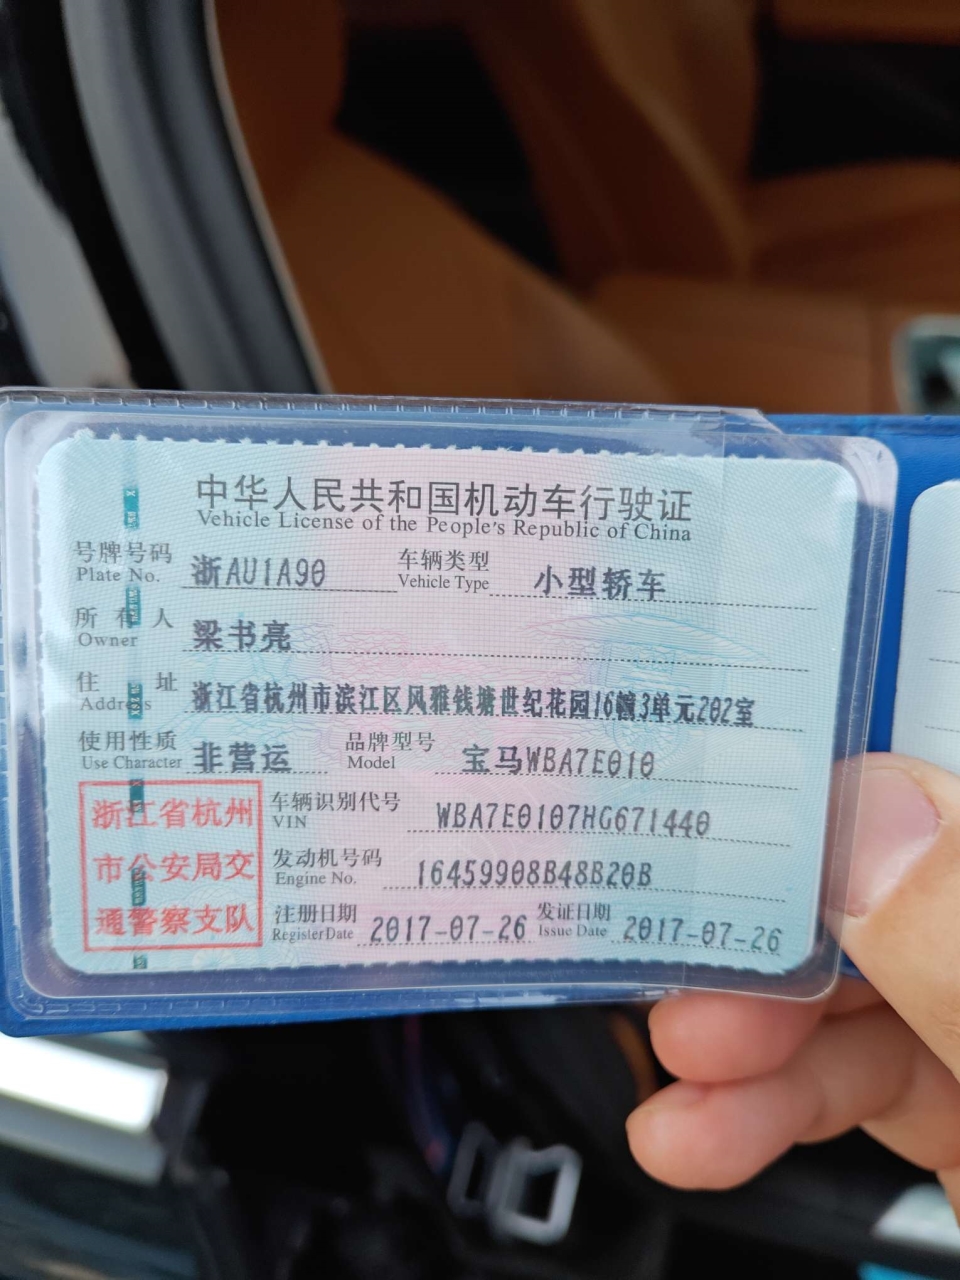 中华人民共和国机动车行驶证
Vehicle License of the People's Republic of China
号牌号码 浙AU1A90 车辆类型 小型轿车
Plate No. Vehicle Type
所有人 梁书亮
Owner
住址 浙江省杭州市滨江区风雅钱塘世纪花园16幢3单元202室
Address
使用性质 非营运 品牌型号 宝马WBA7E010
Use Character Model
浙江省杭州
市公安局交
通警察支队
车辆识别代号 WBA7E0107HG671440
VIN
发动机号码 16459908B48B20B
Engine No.
注册日期 2017-07-26 发证日期 2017-07-26
Register Date Issue Date